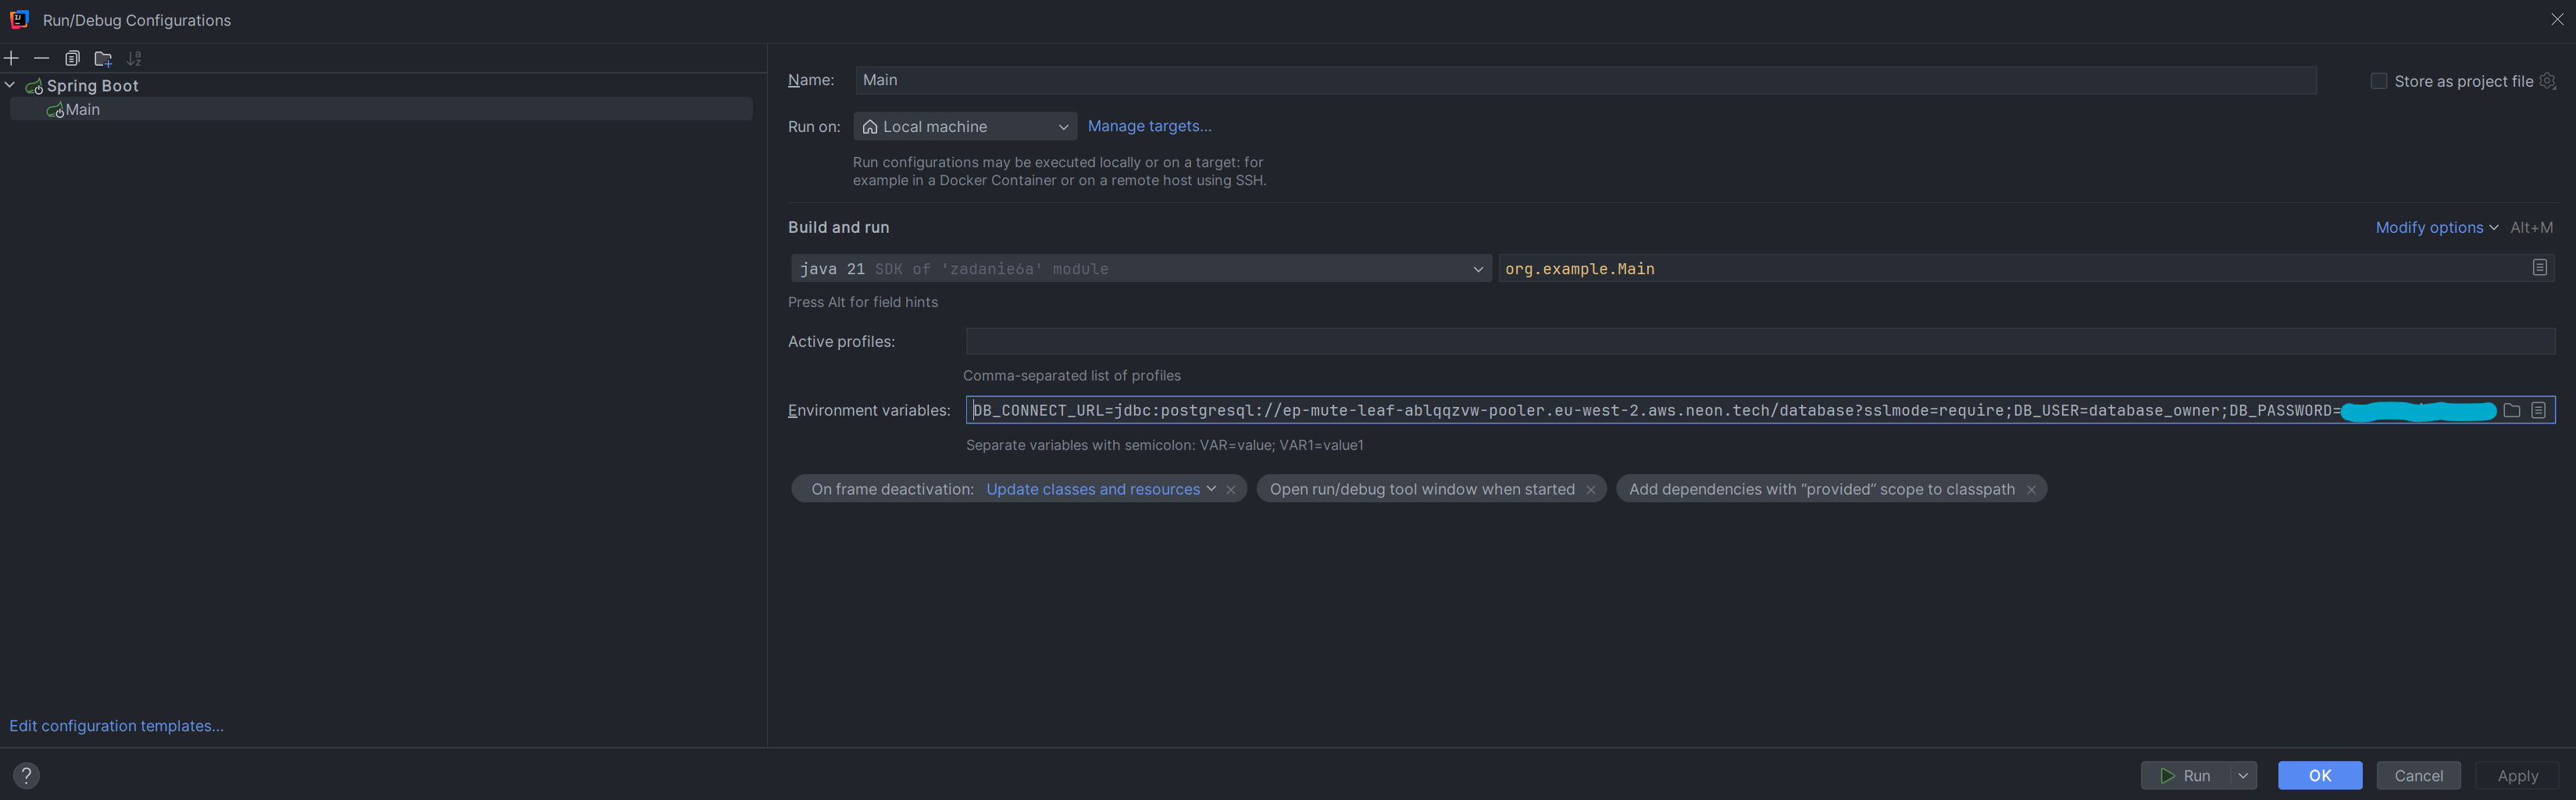 Run/Debug Configurations
Spring Boot
Main
Edit configuration templates...
Name: Main
Store as project file
Run on: Local machine Manage targets...
Run configurations may be executed locally or on a target: for
example in a Docker Container or on a remote host using SSH.
Build and run
Modify options Alt+M
java 21 SDK of 'zadanie6a' module org.example.Main
Press Alt for field hints
Active profiles:
Comma-separated list of profiles
Environment variables: DB_CONNECT_URL=jdbc:postgresql://ep-mute-leaf-ablqqzvw-pooler.eu-west-2.aws.neon.tech/database?sslmode=require;DB_USER=database_owner;DB_PASSWORD=
Separate variables with semicolon: VAR=value; VAR1=value1
On frame deactivation: Update classes and resources Open run/debug tool window when started Add dependencies with “provided” scope to classpath
? Run OK Cancel Apply